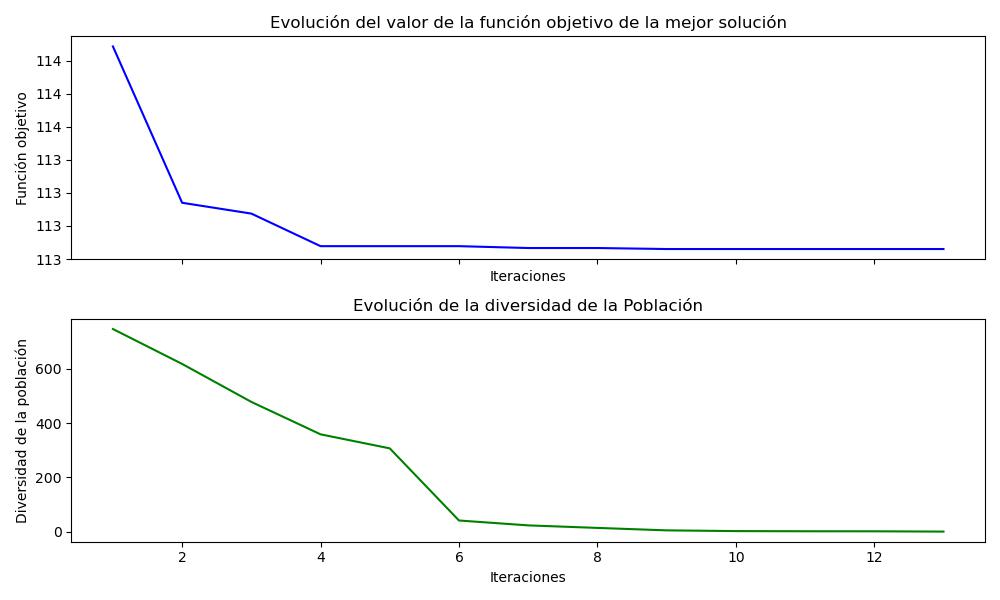 Evolución del valor de la función objetivo de la mejor solución
Función objetivo
114
114
114
113
113
113
113
Iteraciones
Evolución de la diversidad de la Población
Diversidad de la población
600
400
200
0
2 4 6 8 10 12
Iteraciones